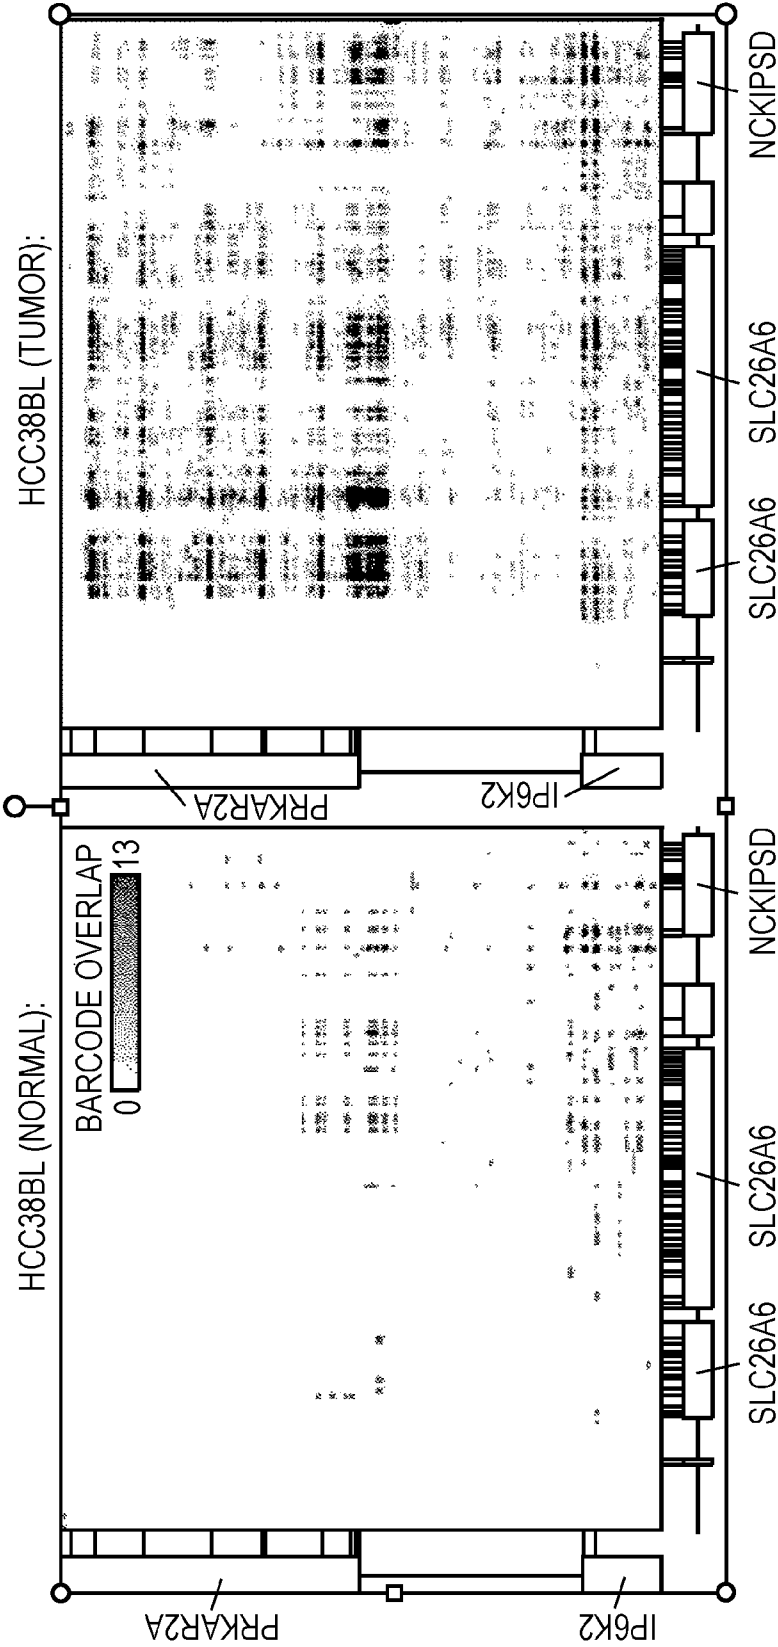 HCC38BL (NORMAL):
HCC38BL (TUMOR):
BARCODE OVERLAP
0
13
PRKAR2A
IP6K2
PRKAR2A
IP6K2
SLC26A6
SLC26A6
NCKIPSD
SLC26A6
SLC26A6
NCKIPSD